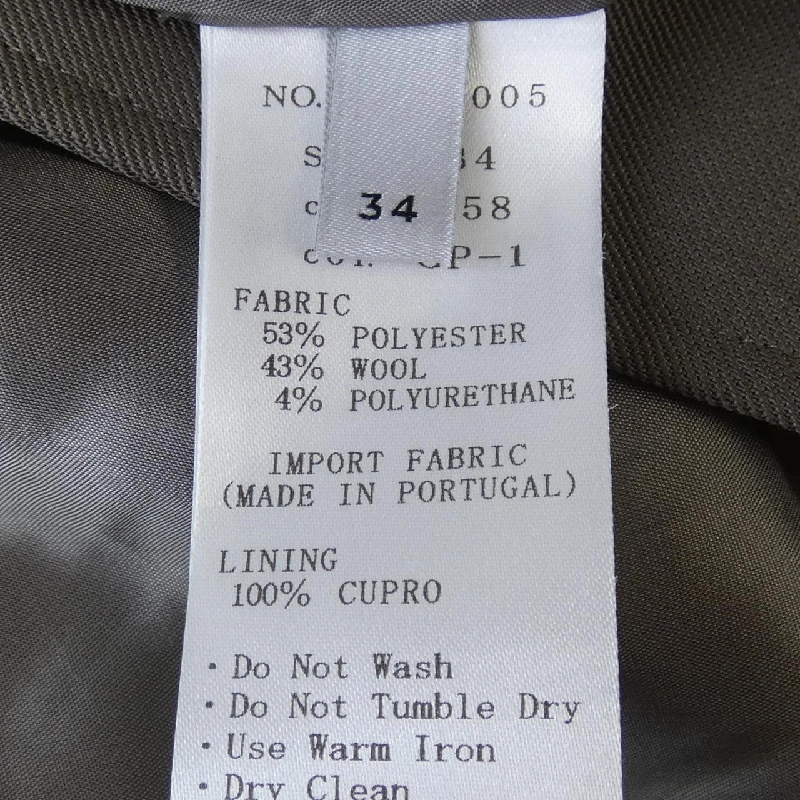 NO. 005
34
34 58
P-1
FABRIC
53% POLYESTER
43% WOOL
4% POLYURETHANE
IMPORT FABRIC
(MADE IN PORTUGAL)
LINING
100% CUPRO
・Do Not Wash
・Do Not Tumble Dry
・Use Warm Iron
・Dry Clean